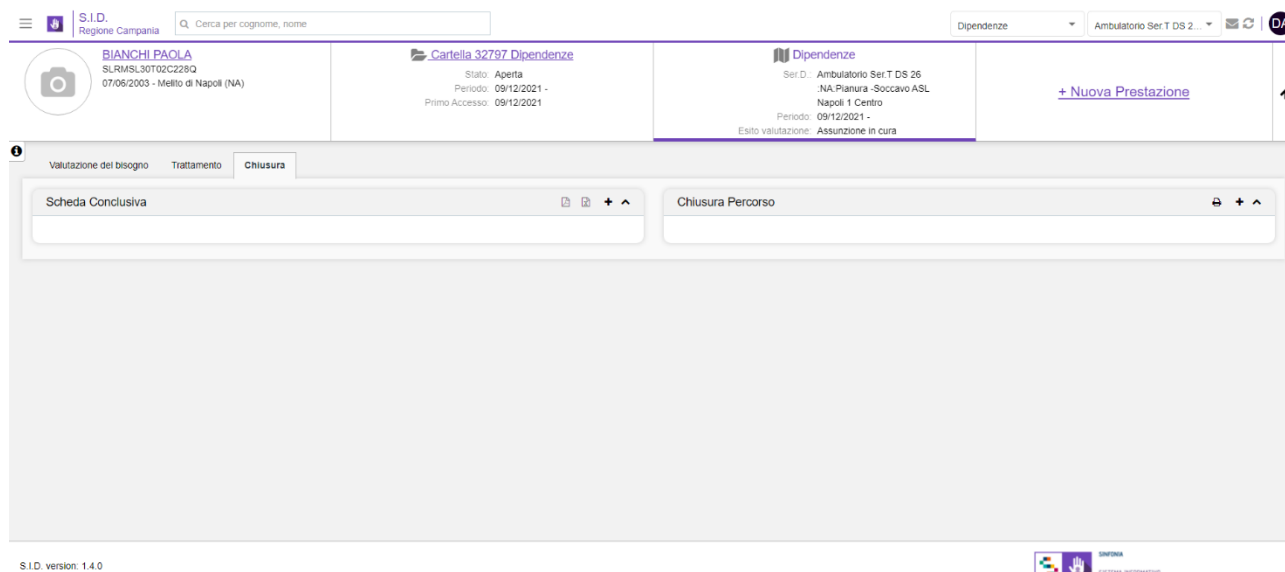 S.I.D.
Regione Campania
Cerca per cognome, nome
Dipendenze
Ambulatorio Ser.T DS 2...
DA
BIANCHI PAOLA
SLRMSL30T02C228Q
07/06/2003 - Melito di Napoli (NA)
Cartella 32797 Dipendenze
Stato: Aperta
Periodo: 09/12/2021 -
Primo Accesso: 09/12/2021
Dipendenze
Ser.D.: Ambulatorio Ser.T DS 26
:NA:Pianura -Soccavo ASL
Napoli 1 Centro
Periodo: 09/12/2021 -
Esito valutazione: Assunzione in cura
+ Nuova Prestazione
Valutazione del bisogno
Trattamento
Chiusura
Scheda Conclusiva
Chiusura Percorso
S.I.D. version: 1.4.0
SINFONIA